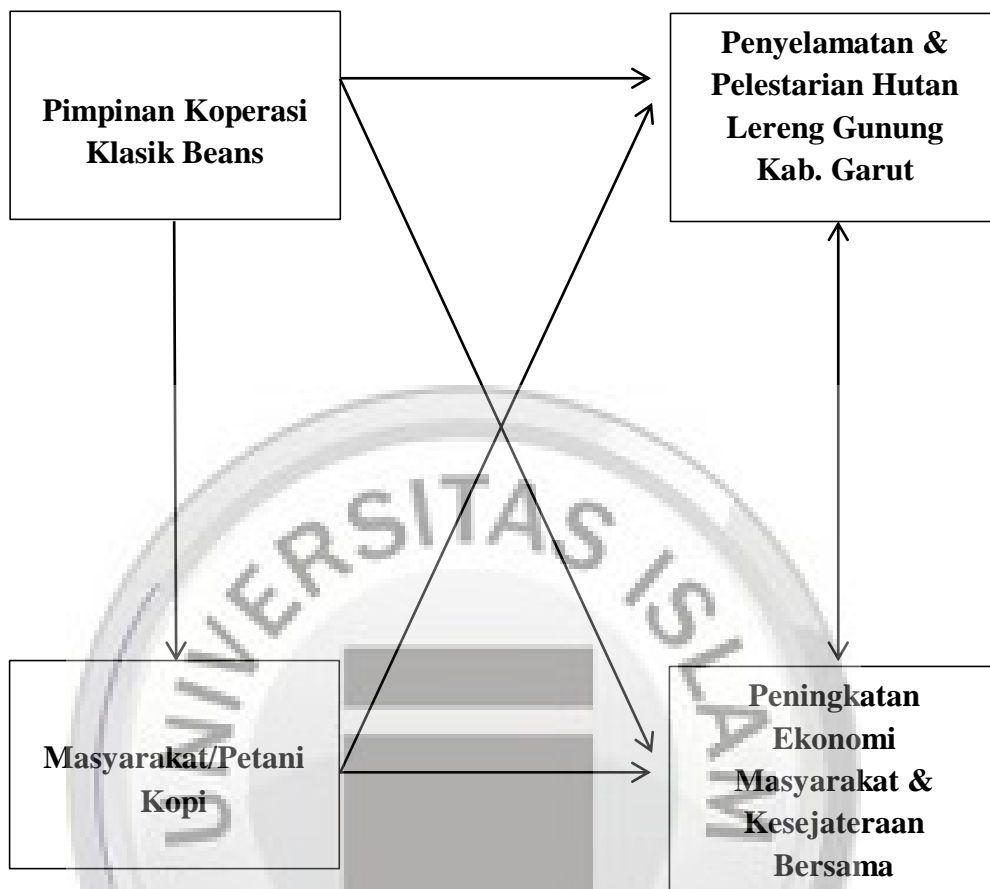 Pimpinan Koperasi
Klasik Beans
Penyelamatan &
Pelestarian Hutan
Lereng Gunung
Kab. Garut
UNIVERSITAS ISLAM
Masyarakat/Petani
Kopi
Peningkatan
Ekonomi
Masyarakat &
Kesejateraan
Bersama